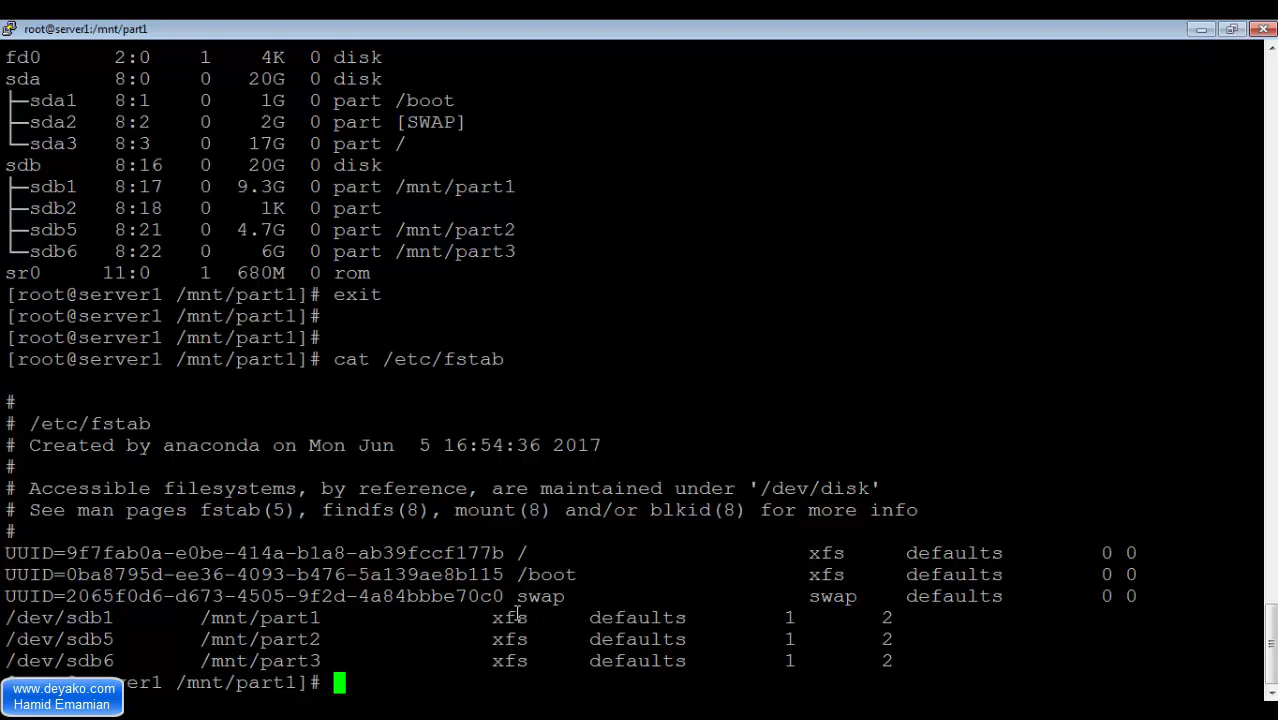 root@server1:/mnt/part1
fd0 2:0 1 4K 0 disk
sda 8:0 0 20G 0 disk
├─sda1 8:1 0 1G 0 part /boot
├─sda2 8:2 0 2G 0 part [SWAP]
└─sda3 8:3 0 17G 0 part /
sdb 8:16 0 20G 0 disk
├─sdb1 8:17 0 9.3G 0 part /mnt/part1
├─sdb2 8:18 0 1K 0 part
├─sdb5 8:21 0 4.7G 0 part /mnt/part2
└─sdb6 8:22 0 6G 0 part /mnt/part3
sr0 11:0 1 680M 0 rom
[root@server1 /mnt/part1]# exit
[root@server1 /mnt/part1]#
[root@server1 /mnt/part1]#
[root@server1 /mnt/part1]# cat /etc/fstab
#
# /etc/fstab
# Created by anaconda on Mon Jun 5 16:54:36 2017
#
# Accessible filesystems, by reference, are maintained under '/dev/disk'
# See man pages fstab(5), findfs(8), mount(8) and/or blkid(8) for more info
#
UUID=9f7fab0a-e0be-414a-b1a8-ab39fccf177b / xfs defaults 0 0
UUID=0ba8795d-ee36-4093-b476-5a139ae8b115 /boot xfs defaults 0 0
UUID=2065f0d6-d673-4505-9f2d-4a84bbbe70c0 swap swap defaults 0 0
/dev/sdb1 /mnt/part1 xfs defaults 1 2
/dev/sdb5 /mnt/part2 xfs defaults 1 2
/dev/sdb6 /mnt/part3 xfs defaults 1 2
server1 /mnt/part1]#
www.deyako.com
Hamid Emamian